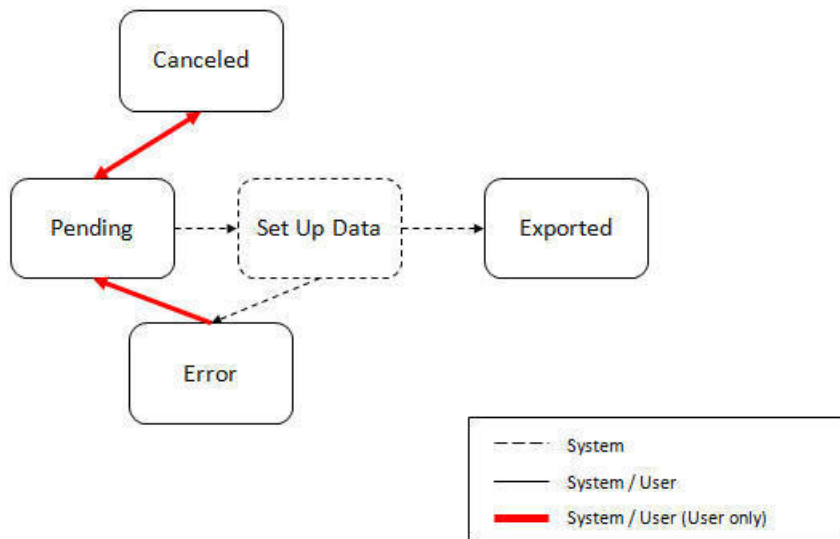 Canceled
Pending
Set Up Data
Exported
Error
System
System / User
System / User (User only)